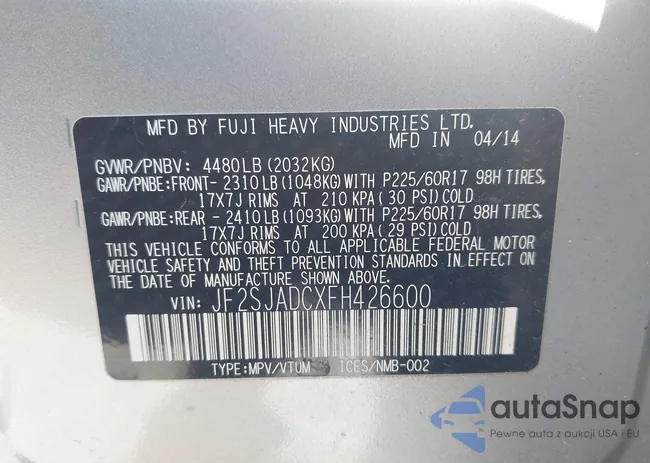 MFD BY FUJI HEAVY INDUSTRIES LTD.
MFD IN 04/14
GVWR/PNBV: 4480LB(2032KG)
GAWR/PNBE:FRONT- 2310LB(1048KG)WITH P225/60R17 98H TIRES,
17X7J RIMS AT 210 KPA(30 PSI)COLD
GAWR/PNBE:REAR - 2410LB(1093KG)WITH P225/60R17 98H TIRES,
17X7J RIMS AT 200 KPA(29 PSI)COLD
THIS VEHICLE CONFORMS TO ALL APPLICABLE FEDERAL MOTOR
VEHICLE SAFETY AND THEFT PREVENTION STANDARDS IN EFFECT ON
THE DATE OF MANUFACTURE SHOWN ABOVE.
VIN: JF2SJADCXFH426600
TYPE:MPV/VTUM ICES/NMB-002
autaSnap
Pewne auta z aukcji USA i EU